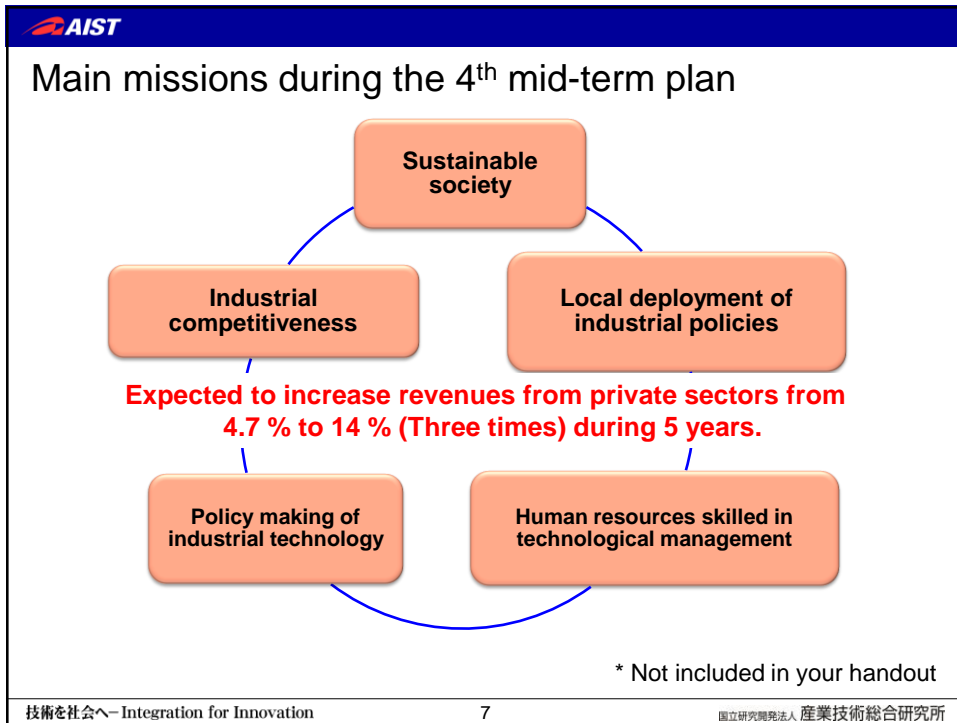 AIST
Main missions during the 4th mid-term plan
Sustainable
society
Industrial
competitiveness
Local deployment of
industrial policies
Expected to increase revenues from private sectors from
4.7 % to 14 % (Three times) during 5 years.
Policy making of
industrial technology
Human resources skilled in
technological management
* Not included in your handout
技術を社会へ－Integration for Innovation
7
国立研究開発法人 産業技術総合研究所